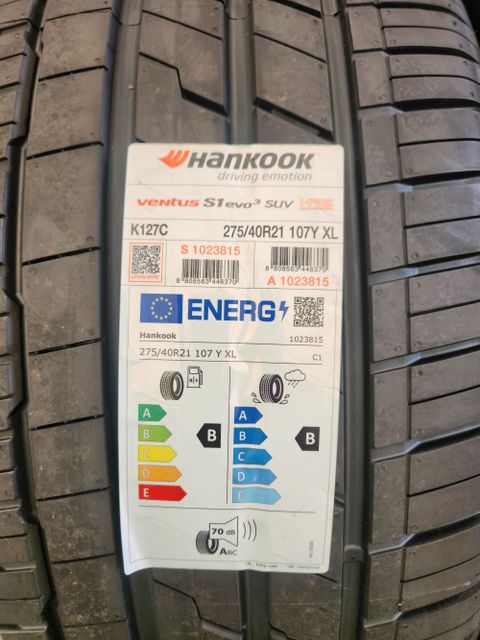 HANKOOK
driving emotion
ventus S1 evo³ SUV HRS
K127C 275/40R21 107Y XL
S 1023815
8 808563 446370
8 808563 446370
A 1023815
ENERG
Hankook 1023815
275/40R21 107 Y XL C1
A
B
C
D
E
B
A
B
C
D
E
B
70 dB
ABC